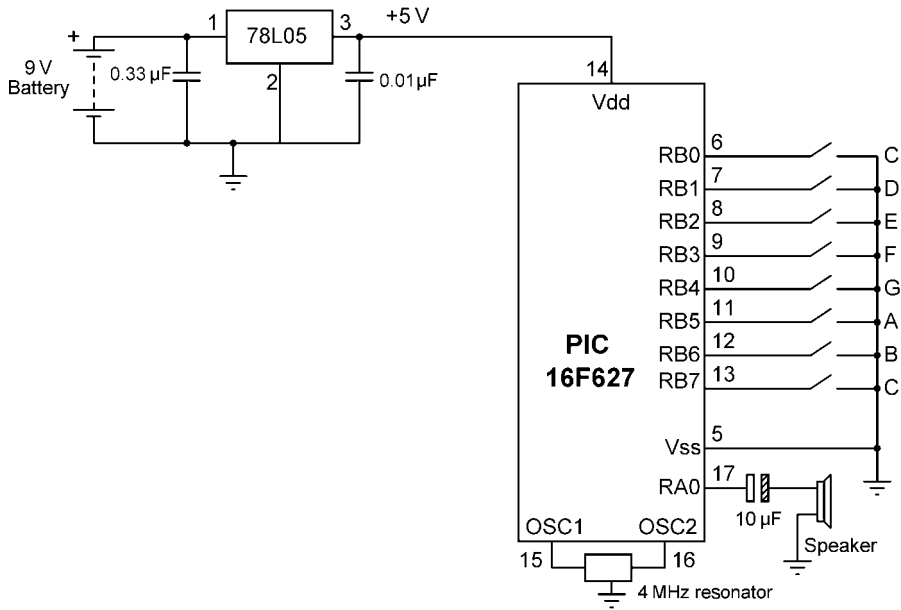 +
9 V
Battery
0.33 µF
1
78L05
3
2
+5 V
0.01µF
14
Vdd
RB0 6 C
RB1 7 D
RB2 8 E
RB3 9 F
RB4 10 G
RB5 11 A
RB6 12 B
RB7 13 C
PIC
16F627
Vss 5
RA0 17
10 µF
Speaker
OSC1 OSC2
15 16
4 MHz resonator